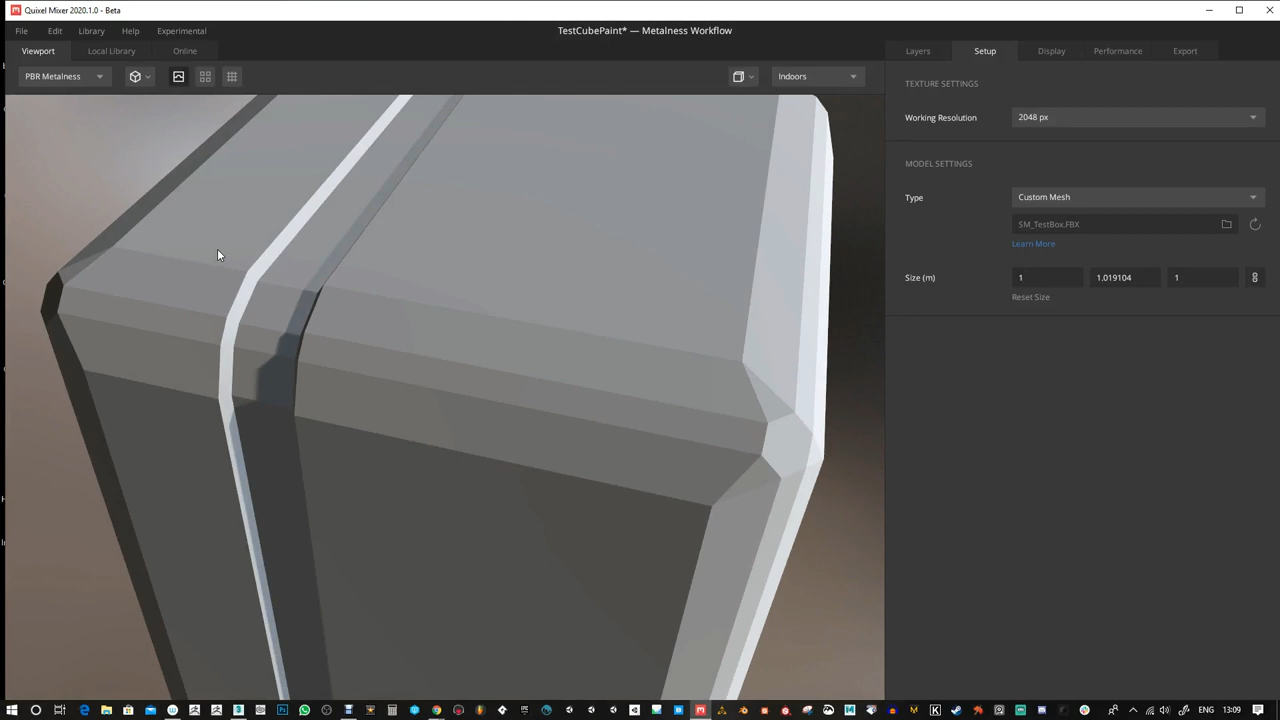 Quixel Mixer 2020.1.0 - Beta
File Edit Library Help Experimental
TestCubePaint* — Metalness Workflow
Viewport Local Library Online
Layers Setup Display Performance Export
PBR Metalness
Indoors
TEXTURE SETTINGS
Working Resolution 2048 px
MODEL SETTINGS
Type Custom Mesh
SM_TestBox.FBX
Learn More
Size (m) 1 1.019104 1
Reset Size
ENG 13:09